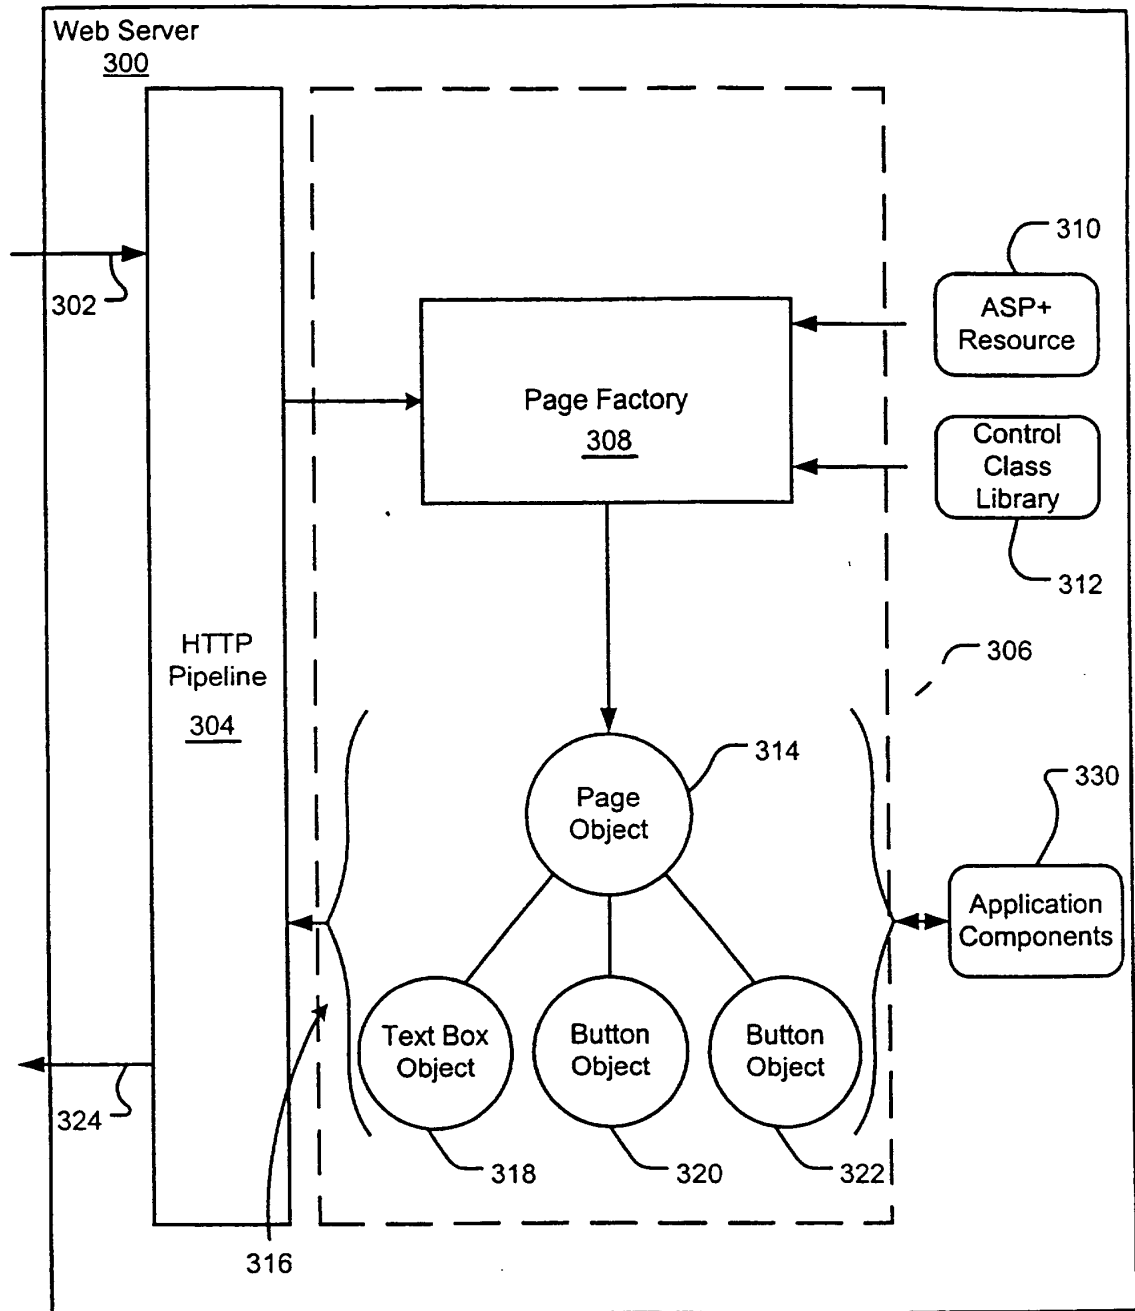 Web Server
300
310
ASP+
Resource
302
Page Factory
308
Control
Class
Library
312
HTTP
Pipeline
304
306
314
Page
Object
330
Application
Components
Text Box
Object
Button
Object
Button
Object
324
318
320
322
316